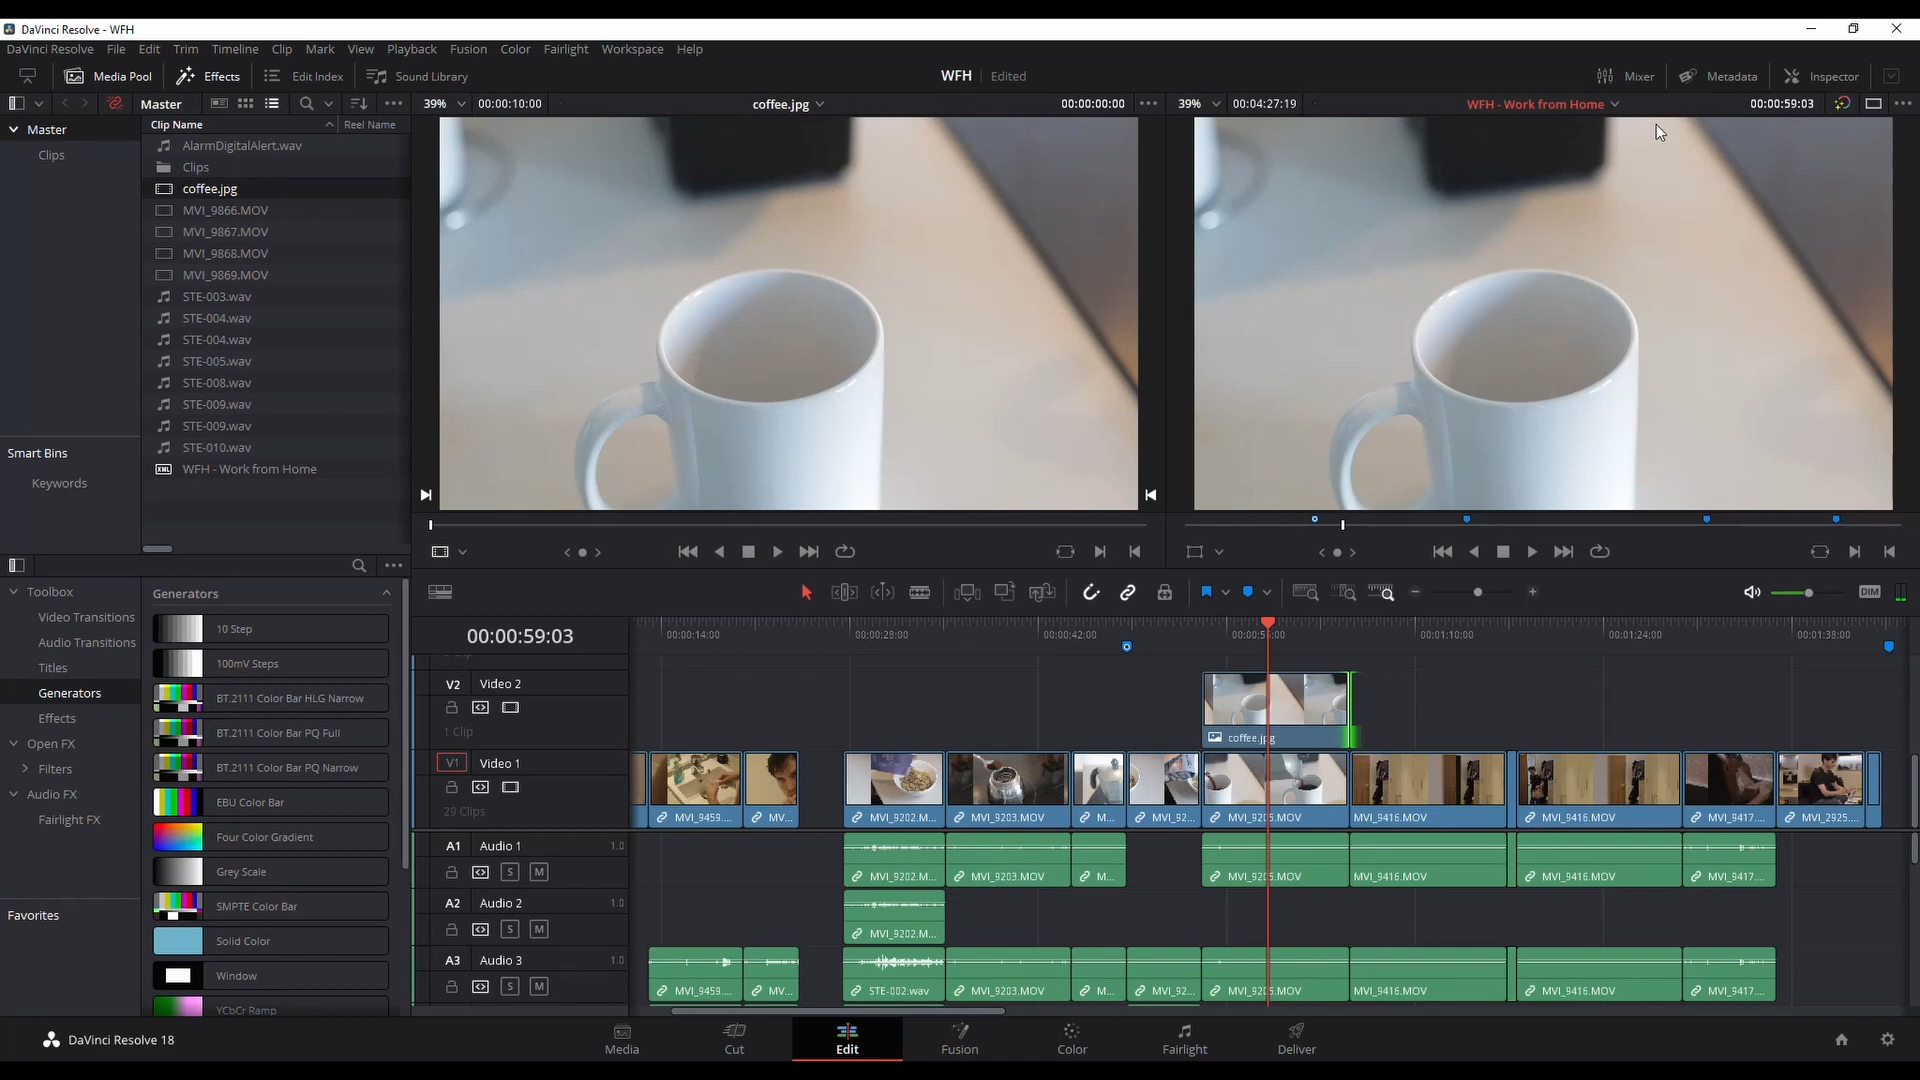 DaVinci Resolve - WFH
DaVinci Resolve File Edit Trim Timeline Clip Mark View Playback Fusion Color Fairlight Workspace Help
Media Pool Effects Edit Index Sound Library WFH Edited Mixer Metadata Inspector
Master 39% 00:00:10:00 coffee.jpg 00:00:00:00 39% 00:04:27:19 WFH - Work from Home 00:00:59:03
Master
Clips
Clip Name Reel Name
AlarmDigitalAlert.wav
Clips
coffee.jpg
MVI_9866.MOV
MVI_9867.MOV
MVI_9868.MOV
MVI_9869.MOV
STE-003.wav
STE-004.wav
STE-004.wav
STE-005.wav
STE-008.wav
STE-009.wav
STE-009.wav
STE-010.wav
XML WFH - Work from Home
Smart Bins
Keywords
Toolbox
Video Transitions
Audio Transitions
Titles
Generators
Effects
Open FX
Filters
Audio FX
Fairlight FX
Favorites
Generators
10 Step
100mV Steps
BT.2111 Color Bar HLG Narrow
BT.2111 Color Bar PQ Full
BT.2111 Color Bar PQ Narrow
EBU Color Bar
Four Color Gradient
Grey Scale
SMPTE Color Bar
Solid Color
Window
YCbCr Ramp
DIM
00:00:59:03 00:00:14:00 00:00:28:00 00:00:42:00 00:01:10:00 00:01:24:00 00:01:38:00
V2 Video 2
1 Clip
coffee.jpg
V1 Video 1
29 Clips
MVI_9459.... MV... MVI_9202.M... MVI_9203.MOV M... MVI_92... MVI_9205.MOV MVI_9416.MOV MVI_9416.MOV MVI_9417.... MVI_2925....
A1 Audio 1 1.0
S M
MVI_9202.M... MVI_9203.MOV M... MVI_9205.MOV MVI_9416.MOV MVI_9416.MOV MVI_9417....
A2 Audio 2 1.0
S M
MVI_9202.M...
A3 Audio 3 1.0
S M
MVI_9459.... MV... STE-002.wav MVI_9203.MOV M... MVI_92... MVI_9205.MOV MVI_9416.MOV MVI_9416.MOV MVI_9417....
DaVinci Resolve 18 Media Cut Edit Fusion Color Fairlight Deliver